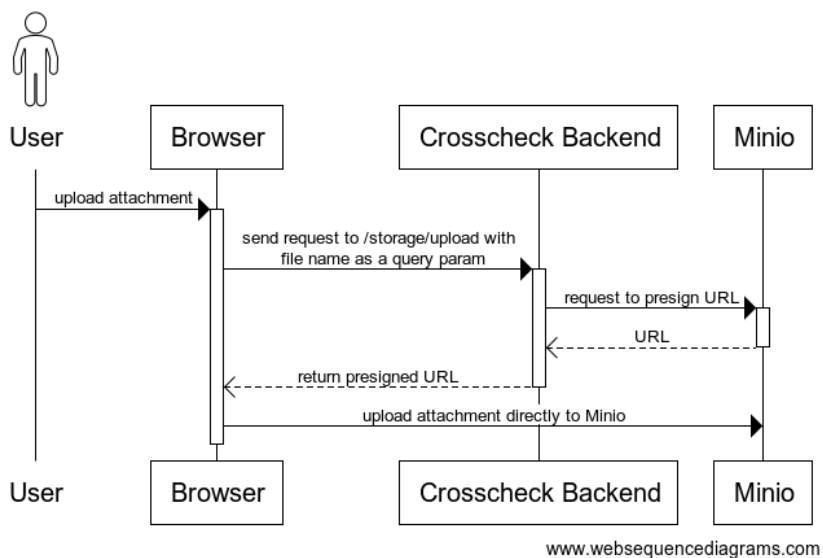 User
Browser
Crosscheck Backend
Minio
upload attachment
send request to /storage/upload with
file name as a query param
request to presign URL
URL
return presigned URL
upload attachment directly to Minio
User
Browser
Crosscheck Backend
Minio
www.websequencediagrams.com